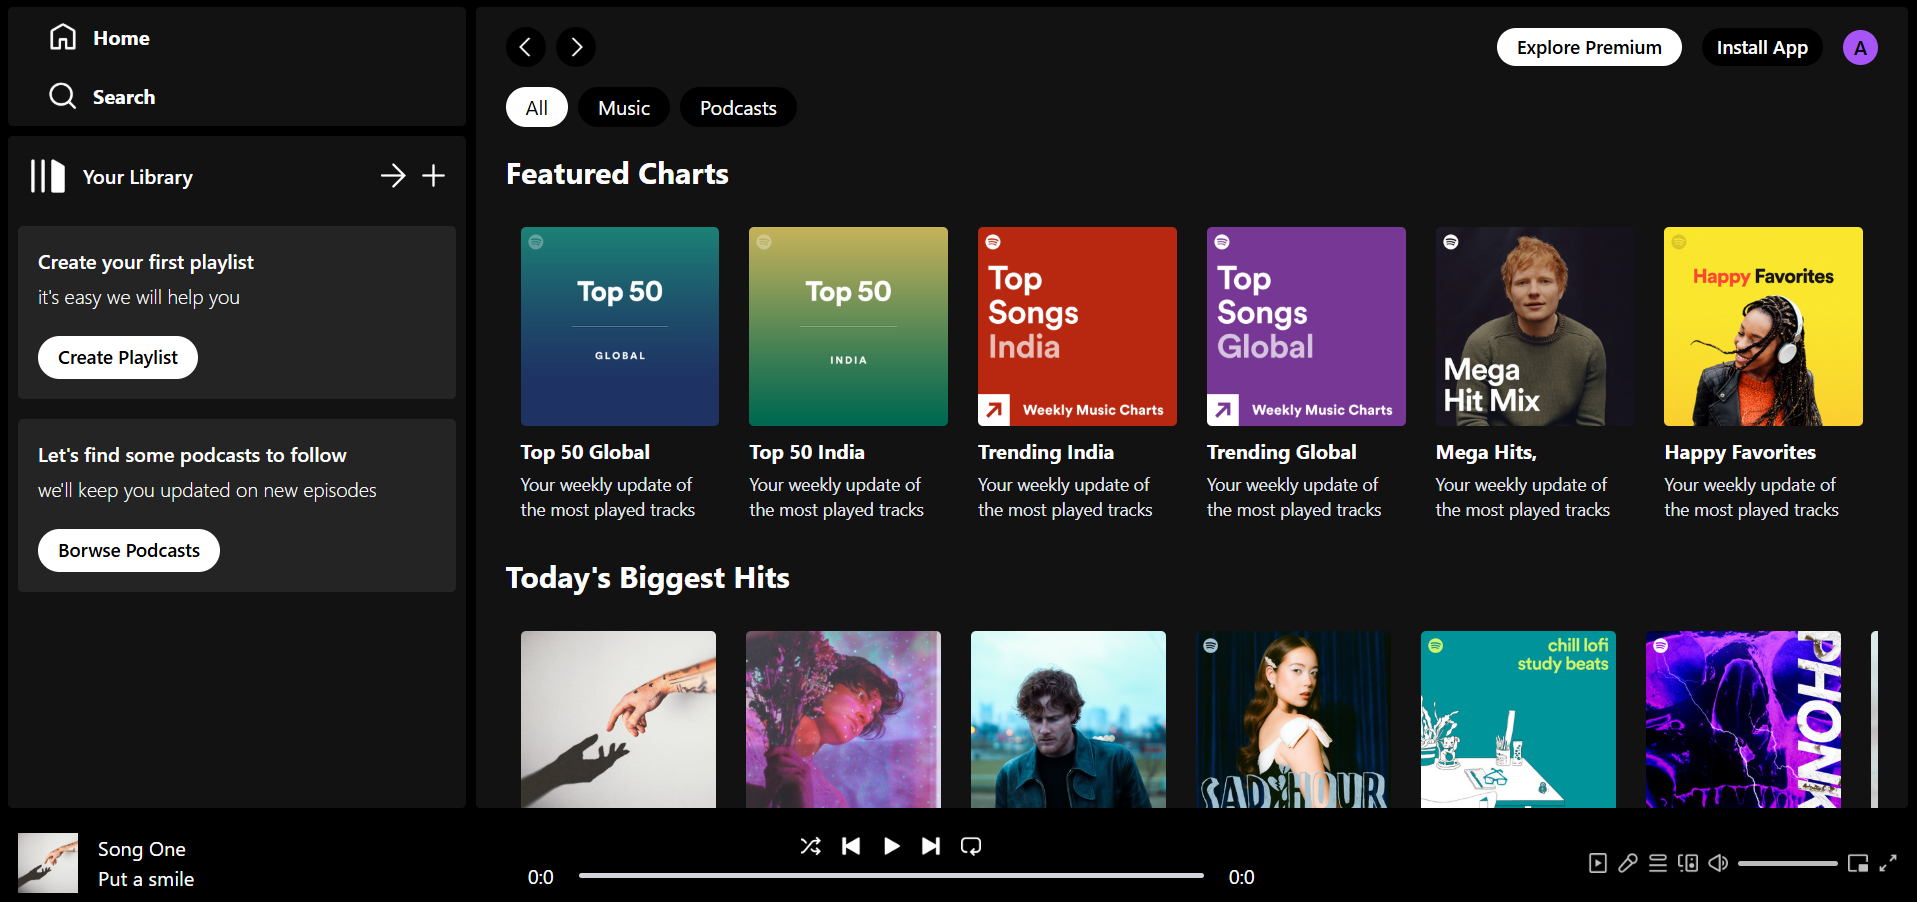 Home
Search
Your Library
Create your first playlist
it's easy we will help you
Create Playlist
Let's find some podcasts to follow
we'll keep you updated on new episodes
Borwse Podcasts
Explore Premium
Install App
A
All
Music
Podcasts
Featured Charts
Top 50
GLOBAL
Top 50 Global
Your weekly update of
the most played tracks
Top 50
INDIA
Top 50 India
Your weekly update of
the most played tracks
Top
Songs
India
Weekly Music Charts
Trending India
Your weekly update of
the most played tracks
Top
Songs
Global
Weekly Music Charts
Trending Global
Your weekly update of
the most played tracks
Mega
Hit Mix
Mega Hits,
Your weekly update of
the most played tracks
Happy Favorites
Happy Favorites
Your weekly update of
the most played tracks
Today's Biggest Hits
SAD HOUR
chill lofi
study beats
PHONK
Song One
Put a smile
0:0
0:0